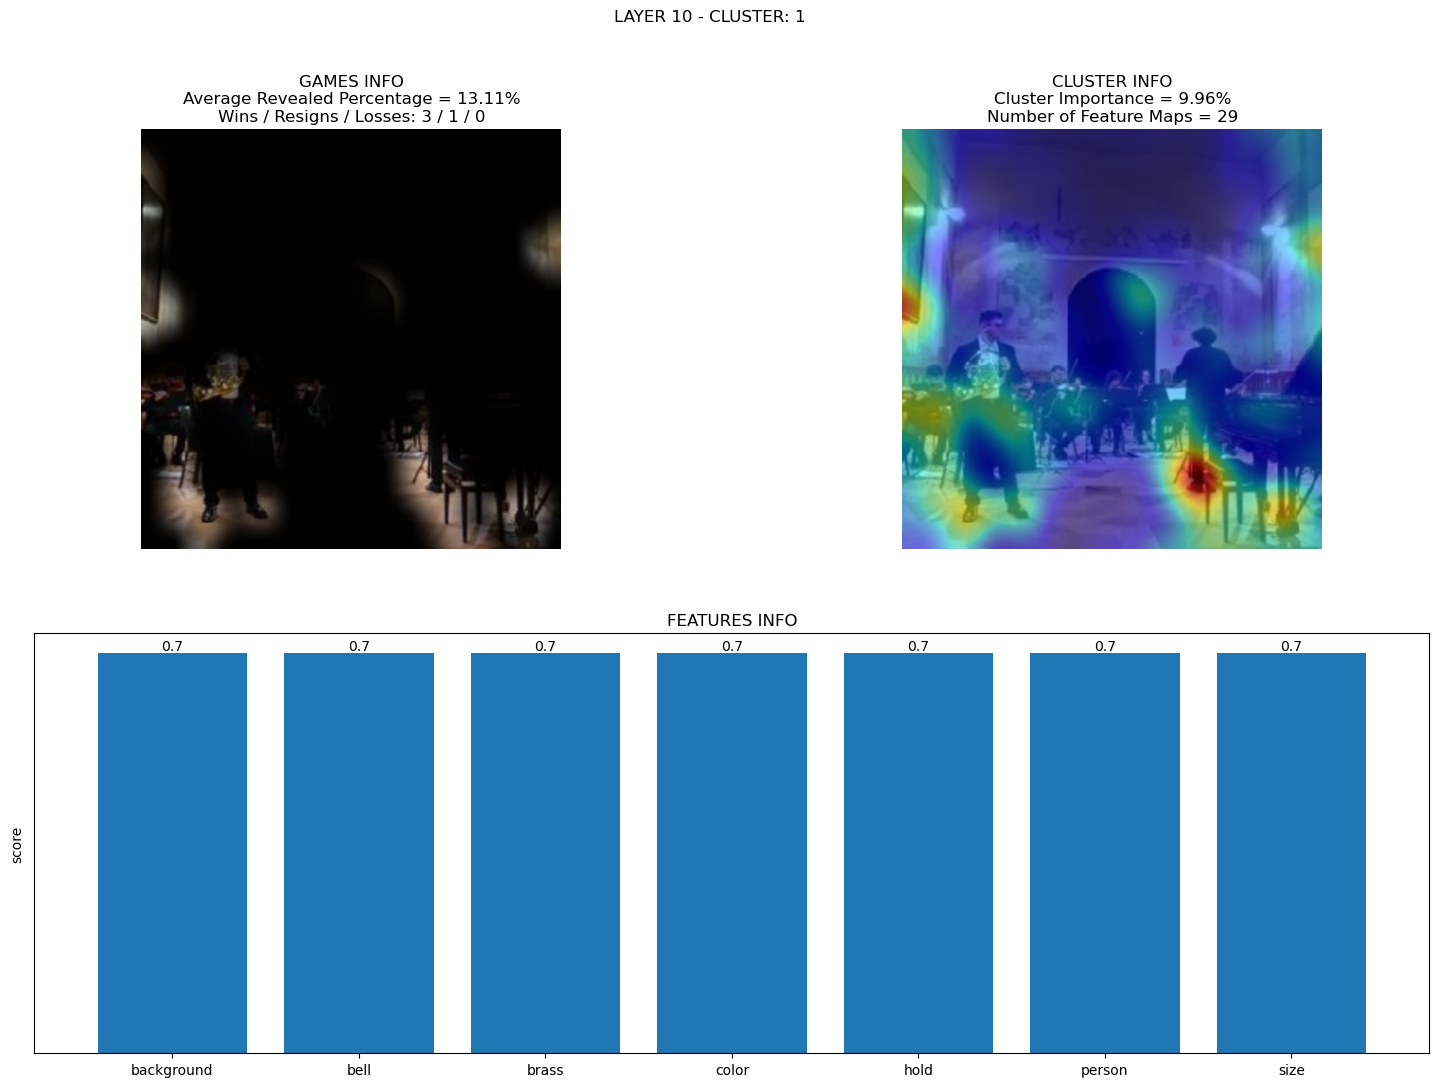 LAYER 10 - CLUSTER: 1
GAMES INFO
Average Revealed Percentage = 13.11%
Wins / Resigns / Losses: 3 / 1 / 0
CLUSTER INFO
Cluster Importance = 9.96%
Number of Feature Maps = 29
FEATURES INFO
score
0.7 0.7 0.7 0.7 0.7 0.7 0.7
background bell brass color hold person size